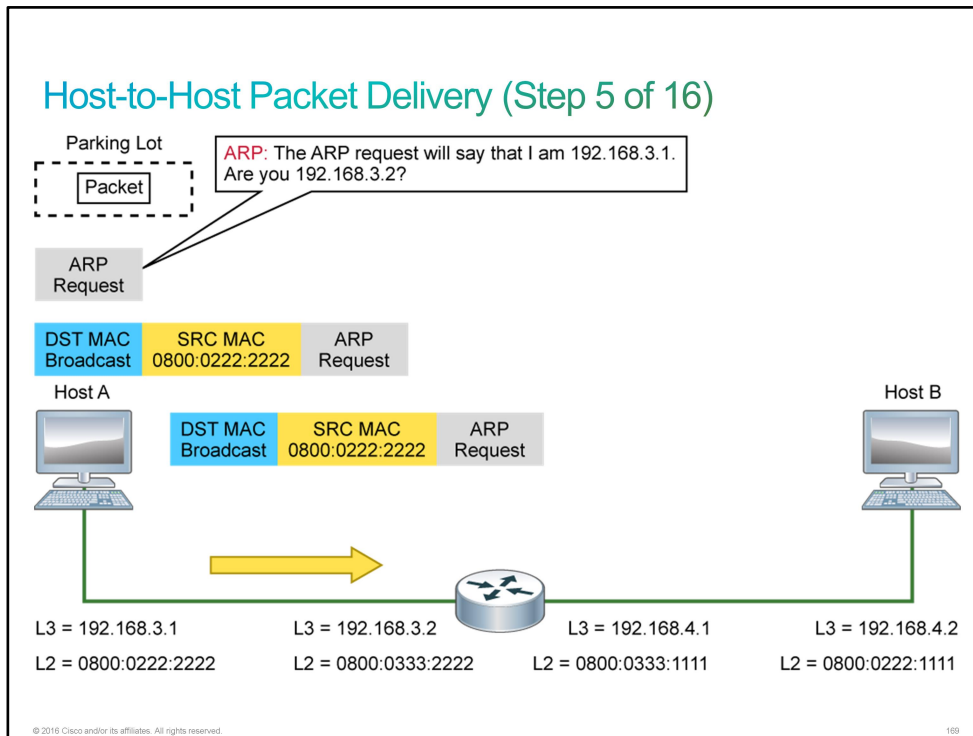 Host-to-Host Packet Delivery (Step 5 of 16)
Parking Lot
Packet
ARP: The ARP request will say that I am 192.168.3.1.
Are you 192.168.3.2?
ARP
Request
DST MAC
Broadcast
SRC MAC
0800:0222:2222
ARP
Request
Host A
Host B
DST MAC
Broadcast
SRC MAC
0800:0222:2222
ARP
Request
L3 = 192.168.3.1
L3 = 192.168.3.2
L3 = 192.168.4.1
L3 = 192.168.4.2
L2 = 0800:0222:2222
L2 = 0800:0333:2222
L2 = 0800:0333:1111
L2 = 0800:0222:1111
© 2016 Cisco and/or its affiliates. All rights reserved.
169